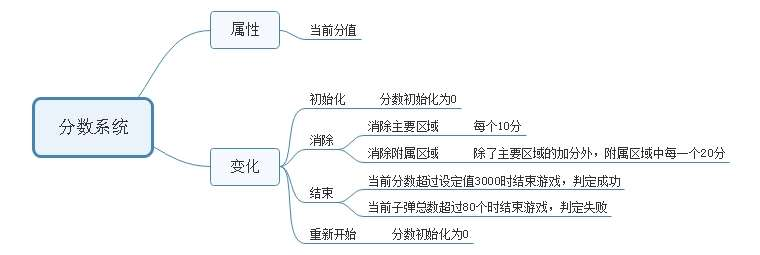 属性
当前分值
分数系统
变化
初始化
分数初始化为0
消除
消除主要区域
每个10分
消除附属区域
除了主要区域的加分外，附属区域中每一个20分
结束
当前分数超过设定值3000时结束游戏，判定成功
当前子弹总数超过80个时结束游戏，判定失败
重新开始
分数初始化为0